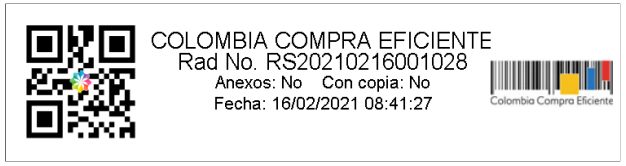 COLOMBIA COMPRA EFICIENTE
Rad No. RS20210216001028
Anexos: No Con copia: No
Fecha: 16/02/2021 08:41:27
Colombia Compra Eficiente